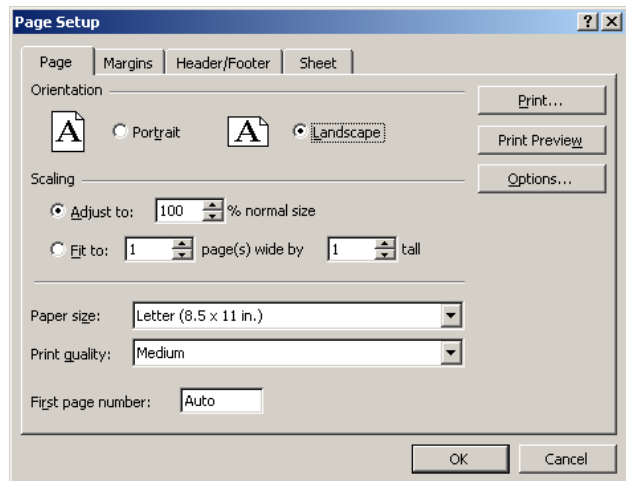 Page Setup
Page Margins Header/Footer Sheet
Orientation
Print...
A Portrait A Landscape
Print Preview
Scaling
Options...
Adjust to: 100 % normal size
Fit to: 1 page(s) wide by 1 tall
Paper size: Letter (8.5 x 11 in.)
Print quality: Medium
First page number: Auto
OK Cancel